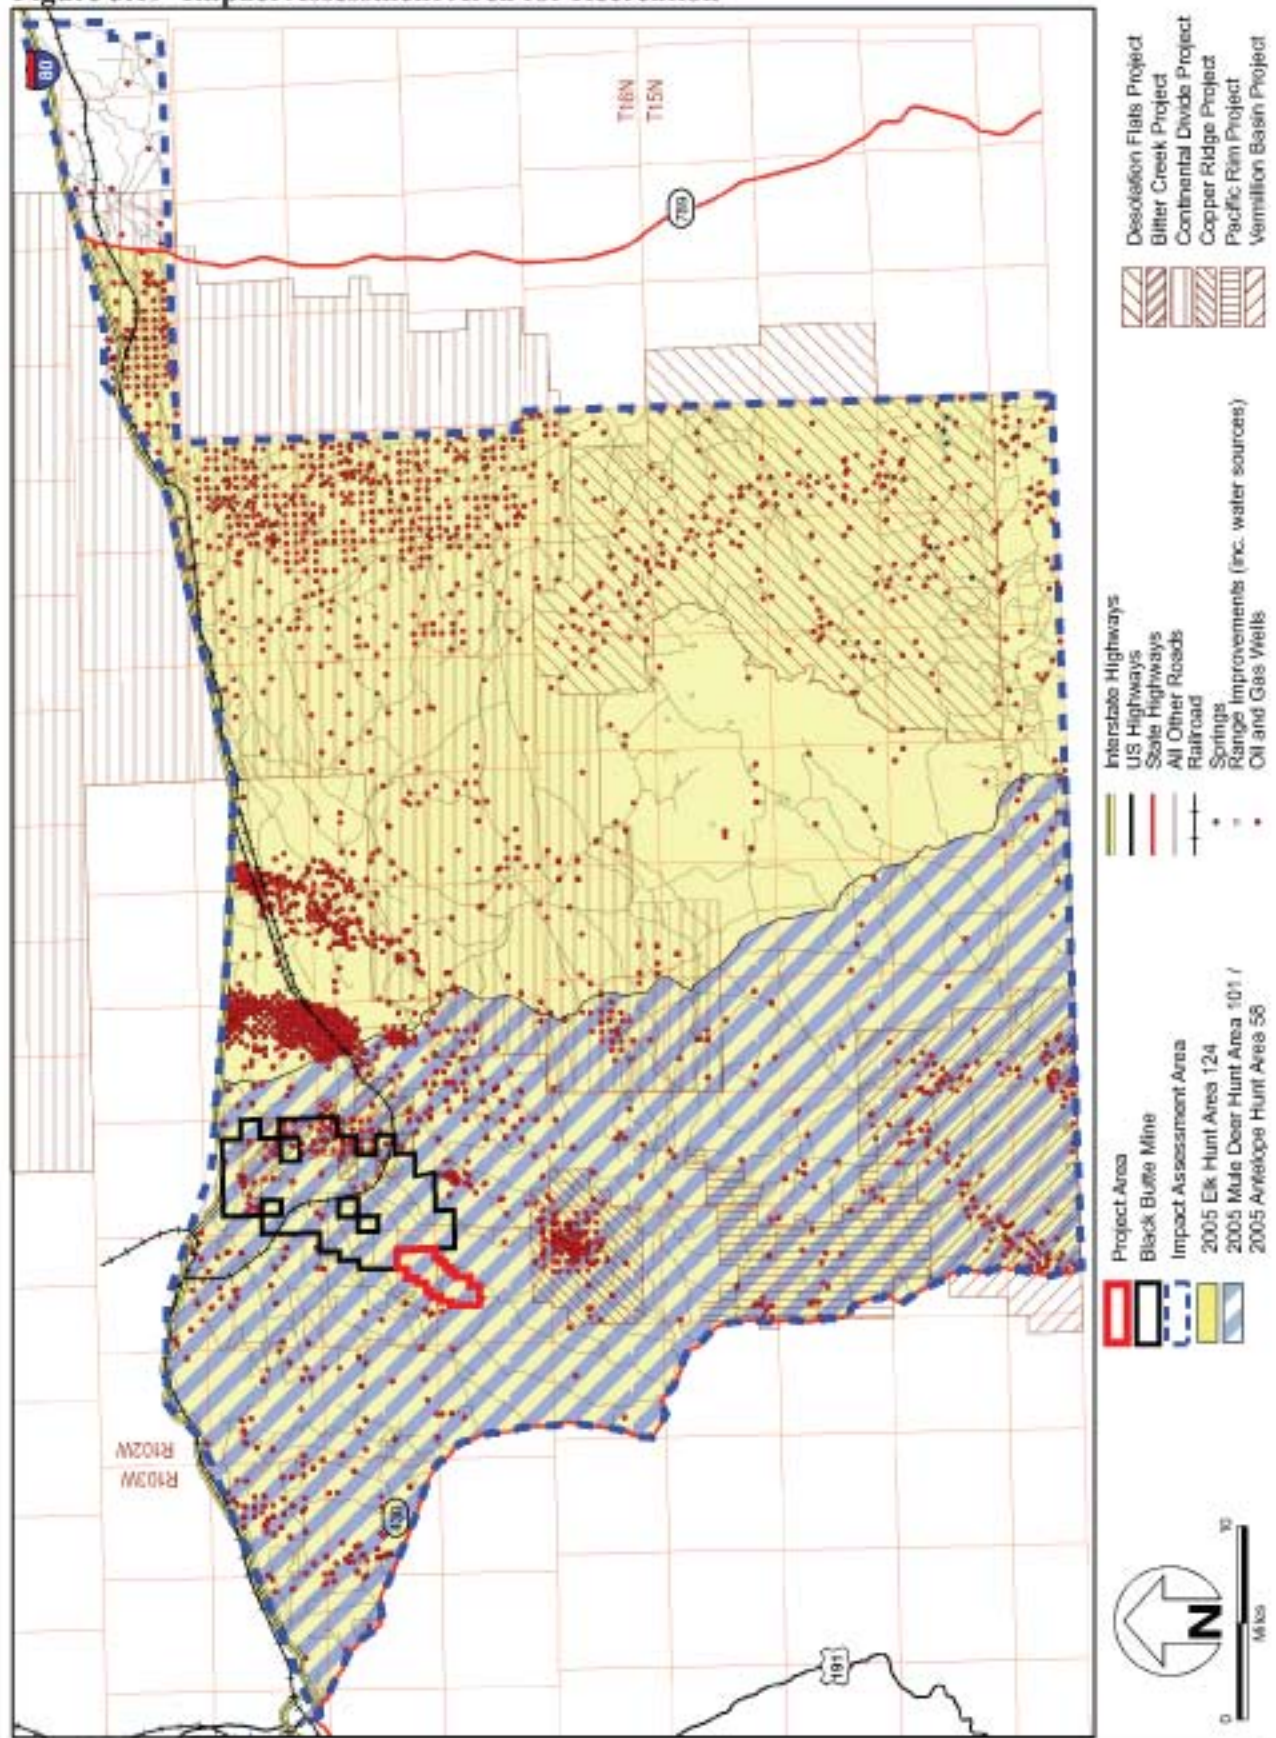 80
T16N
T15N
789
R102W
R103W
430
191
N
0
10
Miles
Project Area
Black Butte Mine
Impact Assessment Area
2005 Elk Hunt Area 124
2005 Mule Deer Hunt Area 101 /
2005 Antelope Hunt Area 58
Interstate Highways
US Highways
State Highways
All Other Roads
Railroad
Springs
Range Improvements (inc. water sources)
Oil and Gas Wells
Desolation Flats Project
Bitter Creek Project
Continental Divide Project
Copper Ridge Project
Pacific Rim Project
Vermillion Basin Project